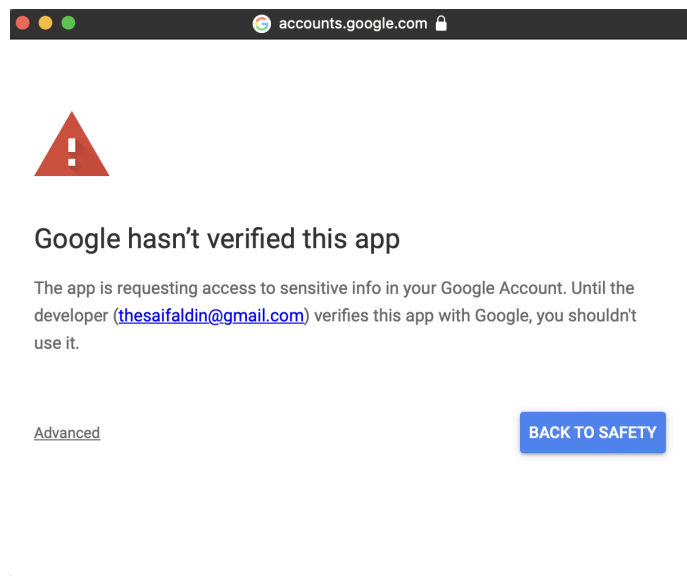 accounts.google.com
Google hasn’t verified this app
The app is requesting access to sensitive info in your Google Account. Until the
developer (thesaifaldin@gmail.com) verifies this app with Google, you shouldn't
use it.
Advanced
BACK TO SAFETY